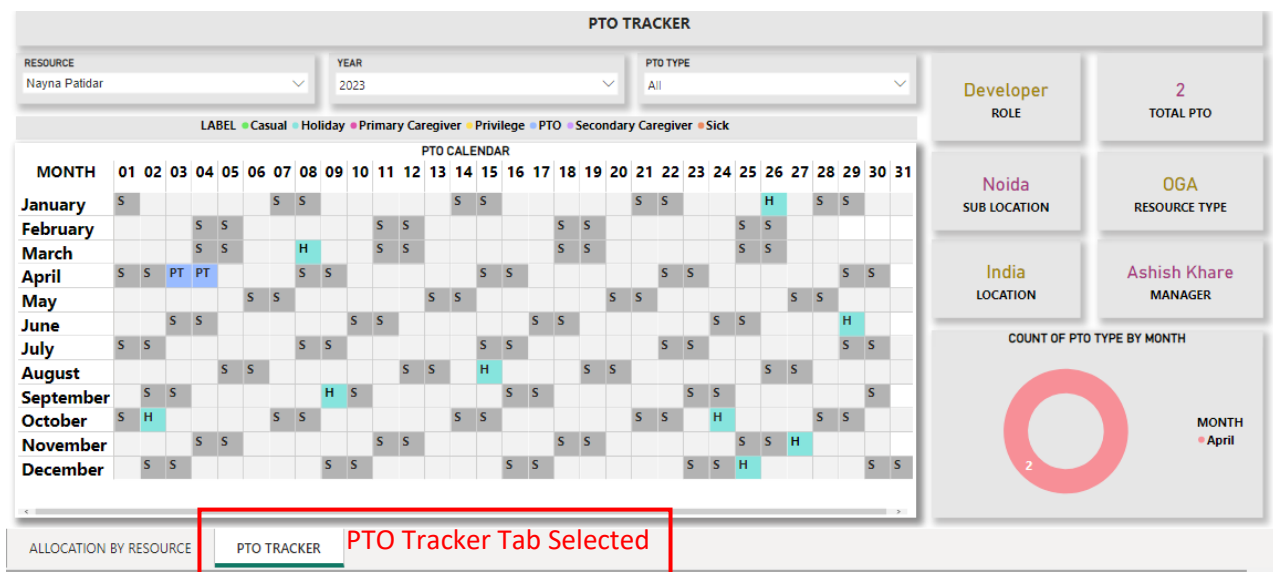 PTO TRACKER
RESOURCE
Nayna Patidar
YEAR
2023
PTO TYPE
All
LABEL Casual Holiday Primary Caregiver Privilege PTO Secondary Caregiver Sick
PTO CALENDAR
MONTH 01 02 03 04 05 06 07 08 09 10 11 12 13 14 15 16 17 18 19 20 21 22 23 24 25 26 27 28 29 30 31
January S S S S S S S H S S
February S S S S S S S S
March S S H S S S S S S
April S S PT PT S S S S S S S S
May S S S S S S S S
June S S S S S S S S H
July S S S S S S S S S S
August S S S S H S S S S
September S S H S S S S S S
October S H S S S S S S H S S
November S S S S S S S S H
December S S S S S S S S H S S
Developer
ROLE
2
TOTAL PTO
Noida
SUB LOCATION
OGA
RESOURCE TYPE
India
LOCATION
Ashish Khare
MANAGER
COUNT OF PTO TYPE BY MONTH
2
MONTH
April
ALLOCATION BY RESOURCE
PTO TRACKER
PTO Tracker Tab Selected